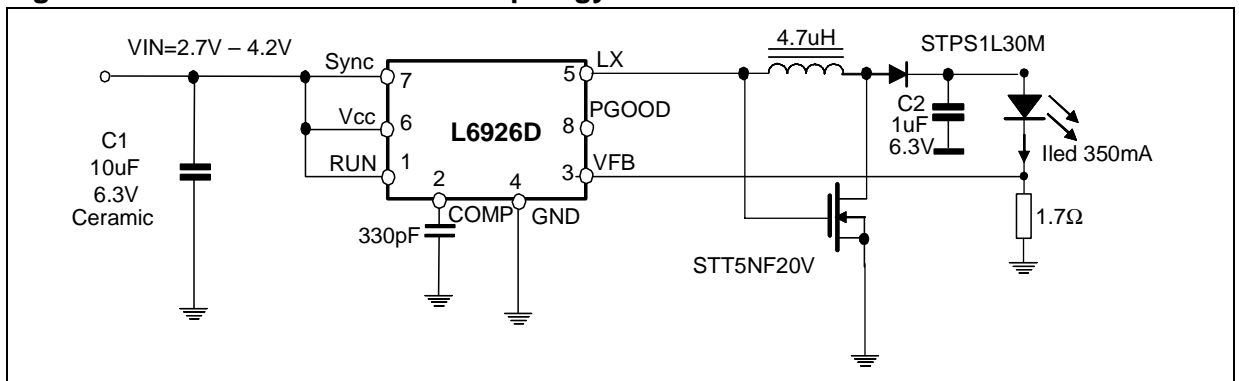 VIN=2.7V – 4.2V
Sync
7
Vcc
6
RUN
1
L6926D
5
LX
PGOOD
8
3
VFB
2
COMP
4
GND
C1
10uF
6.3V
Ceramic
330pF
4.7uH
STPS1L30M
C2
1uF
6.3V
Iled 350mA
1.7Ω
STT5NF20V